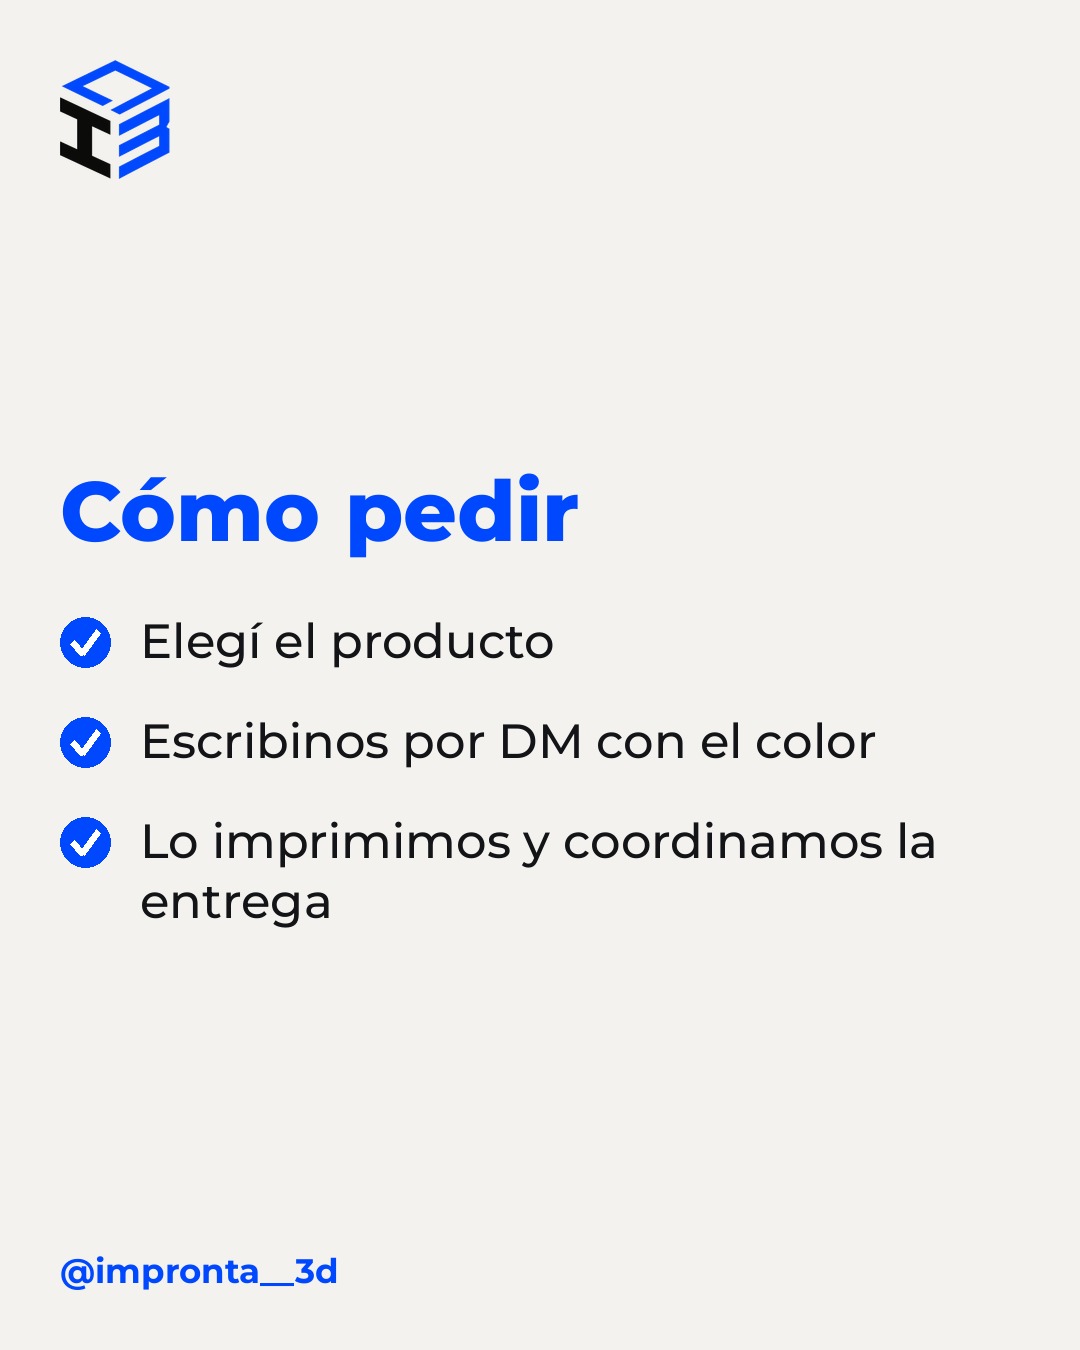 Cómo pedir
Elegí el producto
Escribinos por DM con el color
Lo imprimimos y coordinamos la
entrega
@impronta__3d